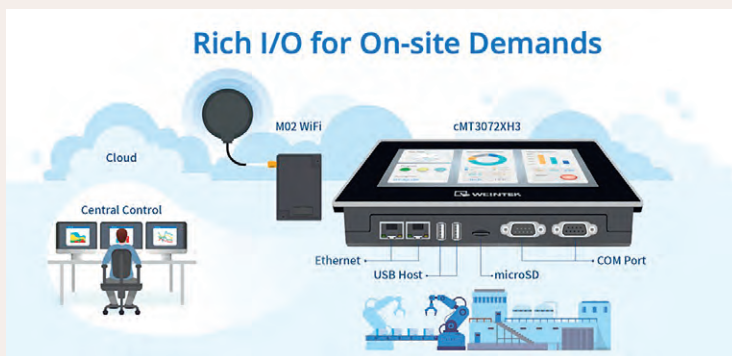 Rich I/O for On-site Demands
M02 WiFi
cMT3072XH3
Cloud
WEINTEK
Central Control
Ethernet
USB Host
microSD
COM Port